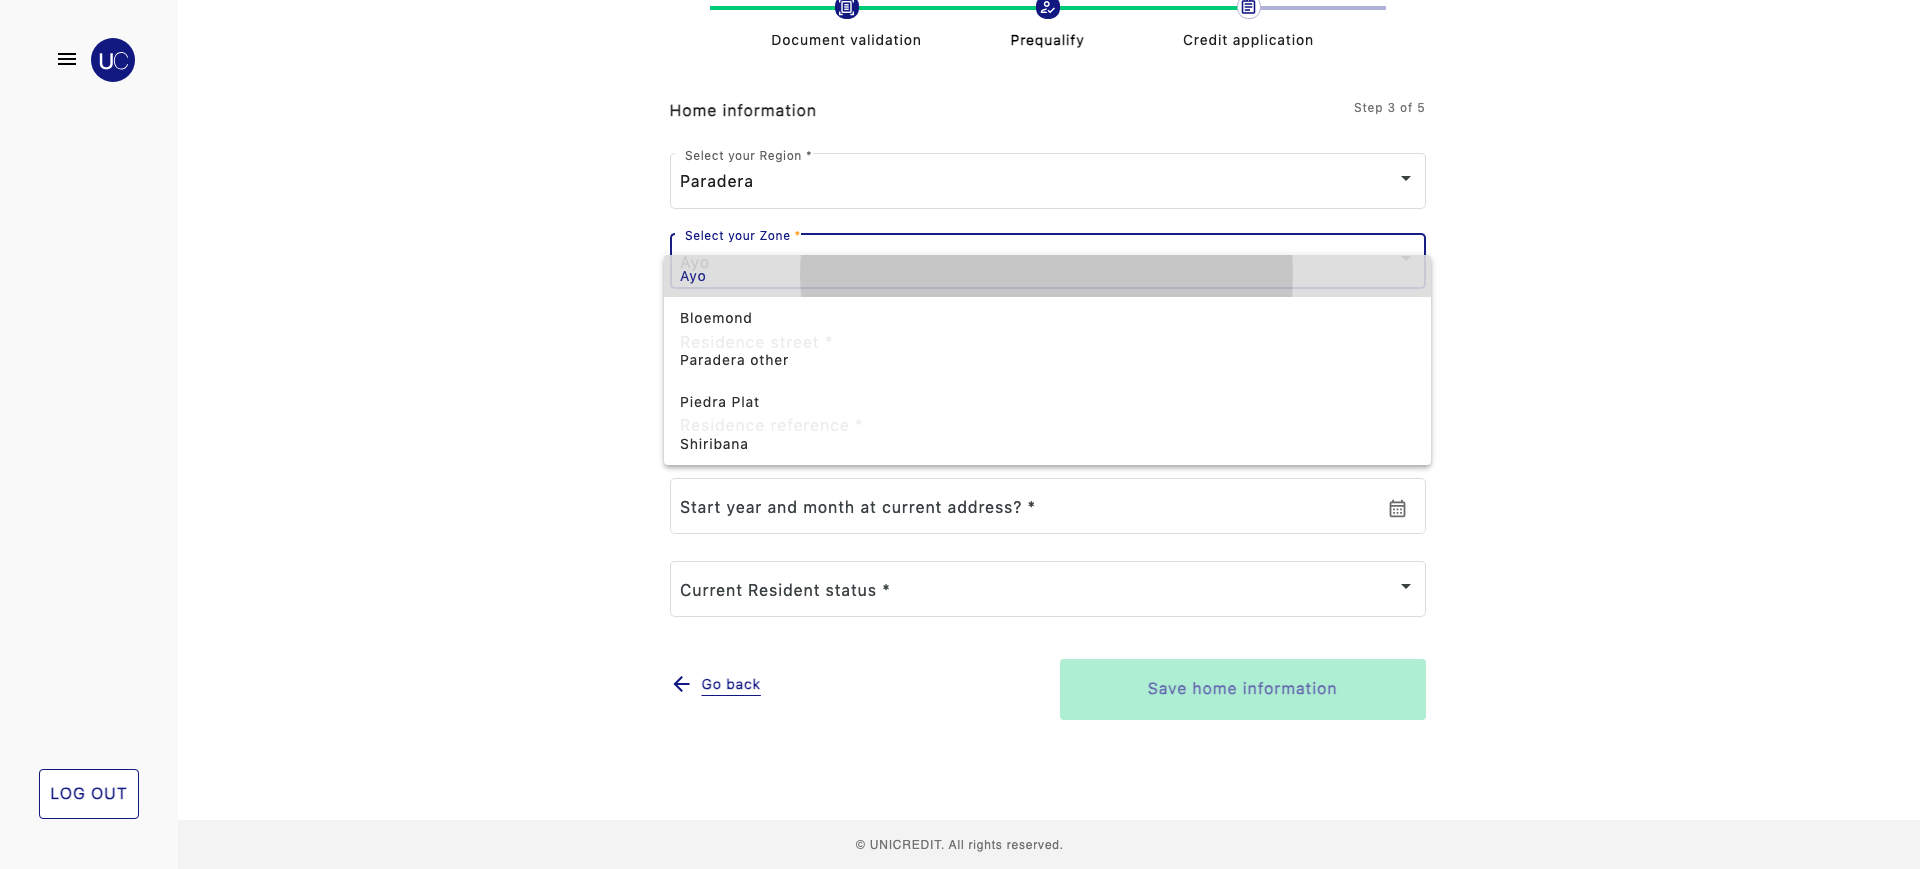 Document validation
Prequalify
Credit application
UC
Home information
Step 3 of 5
Select your Region *
Paradera
Select your Zone *
Ayo
Ayo
Bloemond
Residence street *
Paradera other
Piedra Plat
Residence reference *
Shiribana
Start year and month at current address? *
Current Resident status *
Go back
Save home information
LOG OUT
© UNICREDIT. All rights reserved.